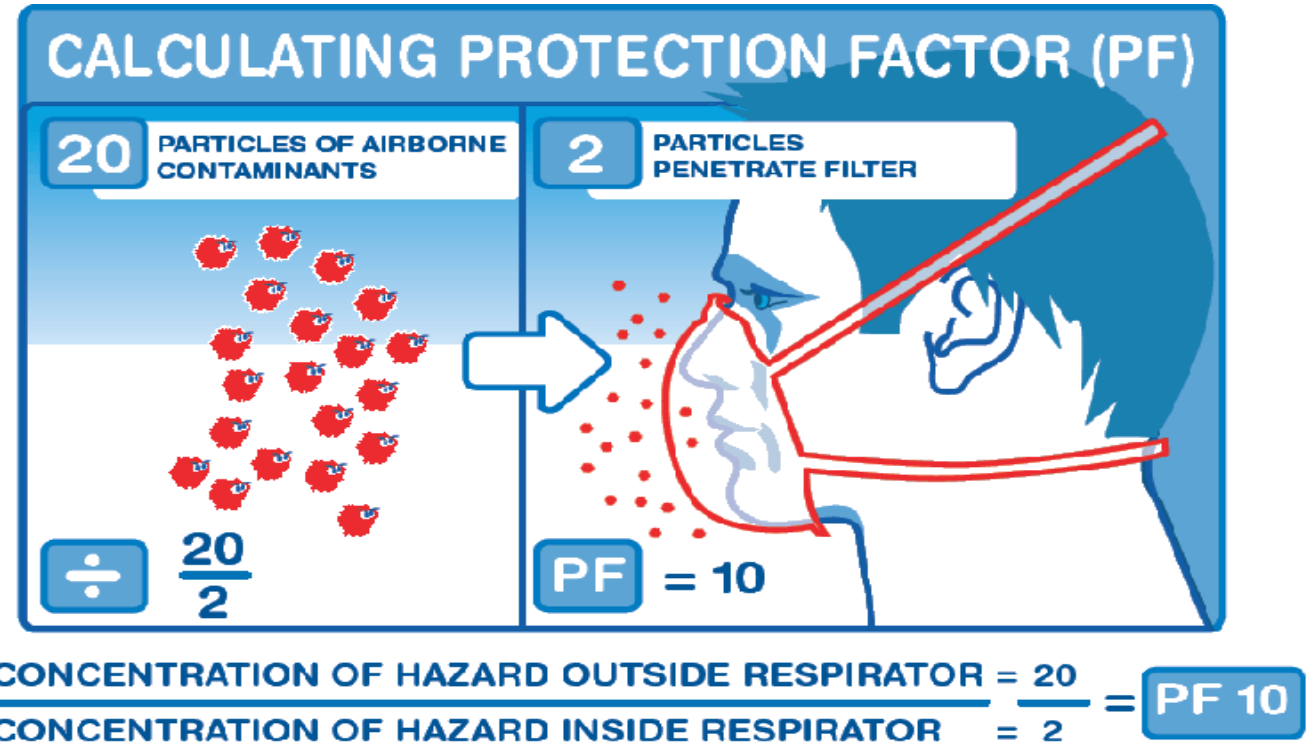 CALCULATING PROTECTION FACTOR (PF)
20 PARTICLES OF AIRBORNE
CONTAMINANTS
2 PARTICLES
PENETRATE FILTER
÷ 20
2
PF = 10
CONCENTRATION OF HAZARD OUTSIDE RESPIRATOR = 20
CONCENTRATION OF HAZARD INSIDE RESPIRATOR = 2
= PF 10